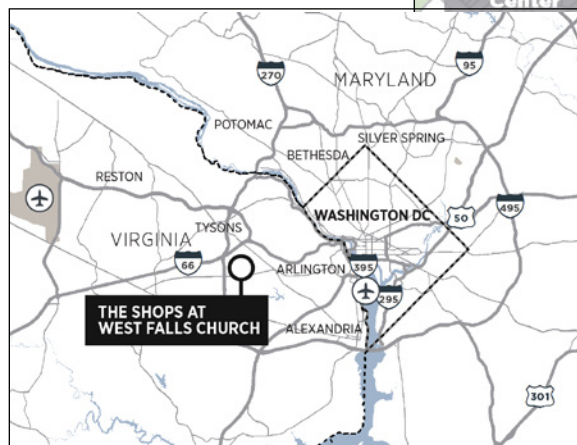 Center
95
270
MARYLAND
POTOMAC
SILVER SPRING
BETHESDA
RESTON
495
50
WASHINGTON DC
TYSONS
VIRGINIA
66
ARLINGTON
395
295
THE SHOPS AT
WEST FALLS CHURCH
ALEXANDRIA
301